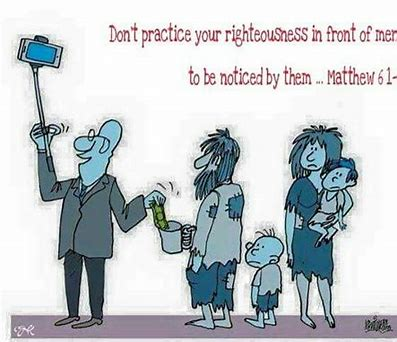 Don't practice your righteousness in front of men
to be noticed by them ... Matthew 6 1-